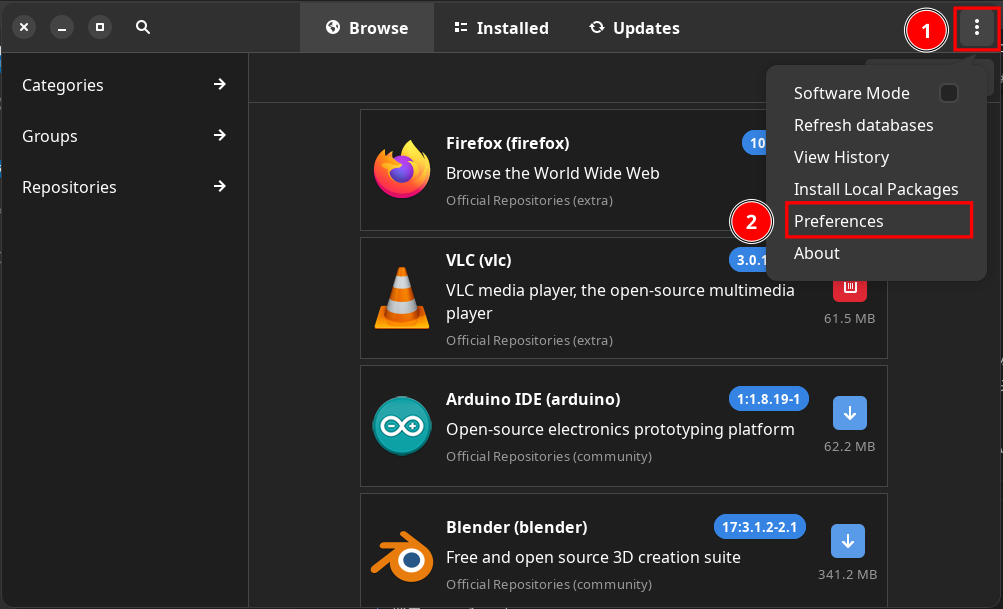 Browse
Installed
Updates
1
Categories
Groups
Repositories
Software Mode
Refresh databases
View History
Install Local Packages
2
Preferences
About
Firefox (firefox)
10
Browse the World Wide Web
Official Repositories (extra)
VLC (vlc)
3.0.1
VLC media player, the open-source multimedia
player
Official Repositories (extra)
61.5 MB
Arduino IDE (arduino)
1:1.8.19-1
Open-source electronics prototyping platform
Official Repositories (community)
62.2 MB
Blender (blender)
17:3.1.2-2.1
Free and open source 3D creation suite
Official Repositories (community)
341.2 MB